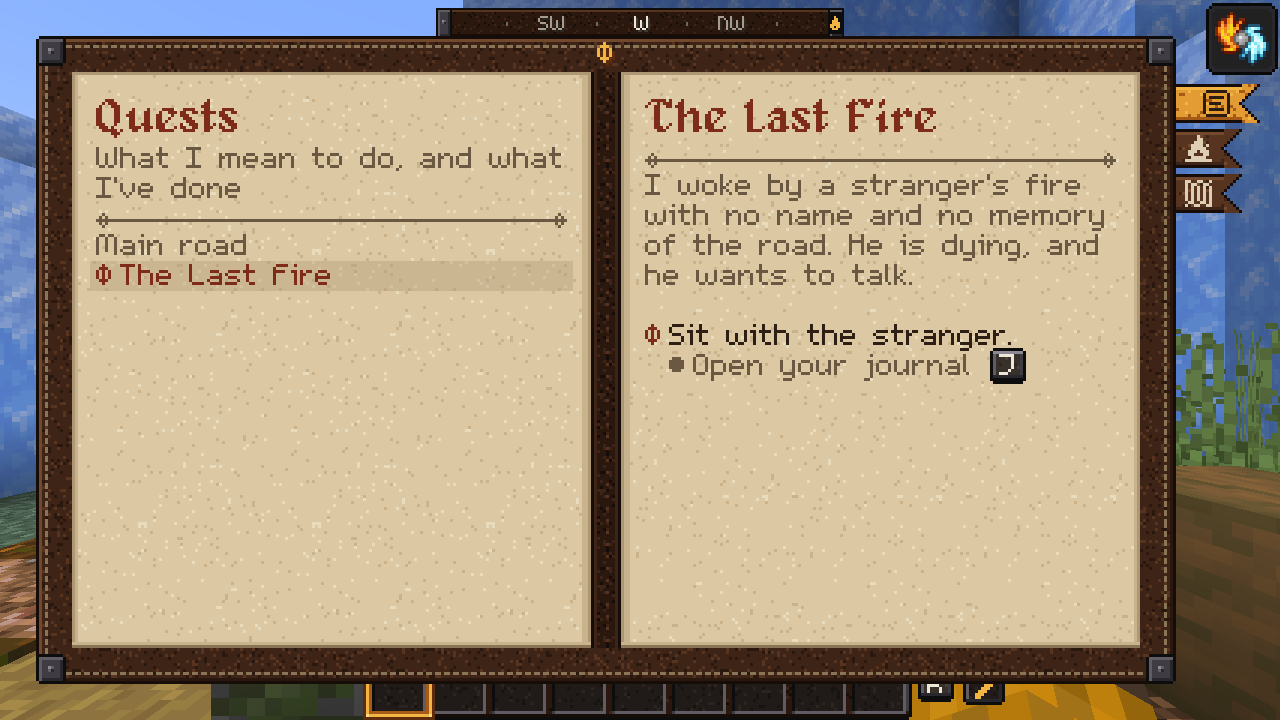 SW W NW
Quests
What I mean to do, and what
I've done
Main road
The Last Fire
The Last Fire
I woke by a stranger's fire
with no name and no memory
of the road. He is dying, and
he wants to talk.
Sit with the stranger.
Open your journal J